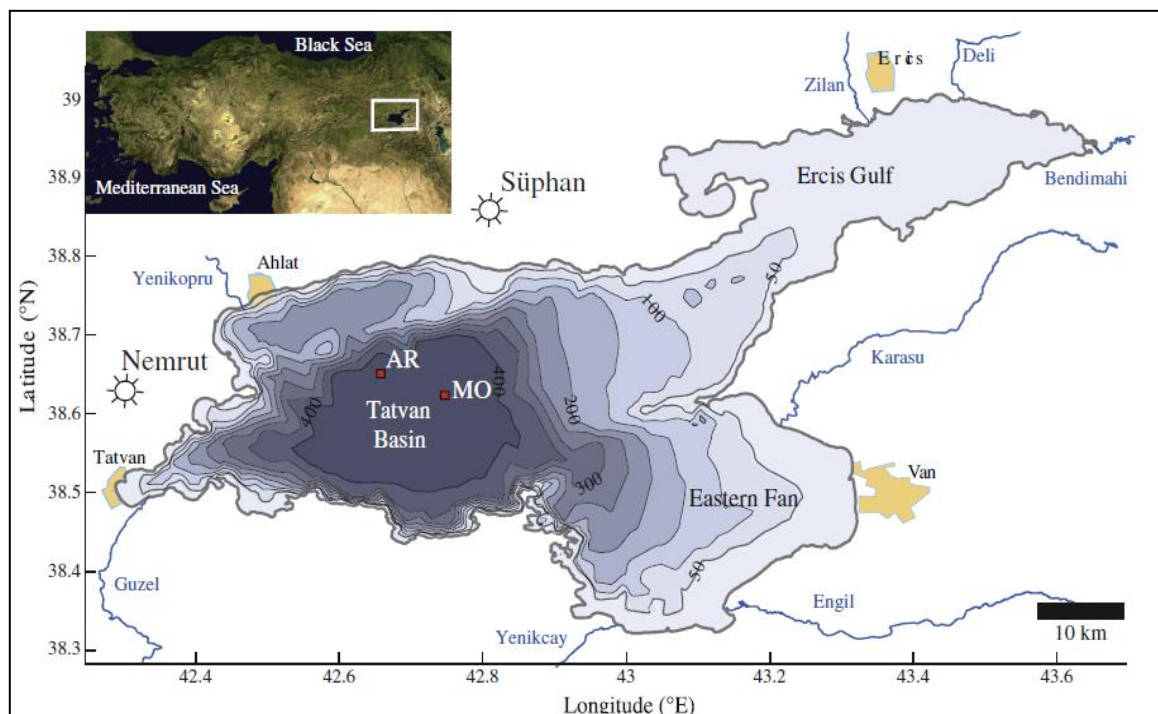 Black Sea
Mediterranean Sea
Ercis
Deli
Zilan
Ercis Gulf
Bendimahi
Süphan
Ahlat
Yenikopru
50
100
Karasu
Nemrut
AR
MO
400
400
200
Tatvan
Basin
Tatvan
300
Eastern Fan
Van
50
Guzel
Yenikcay
Engil
10 km
39
38.9
38.8
38.7
38.6
38.5
38.4
38.3
Latitude (°N)
42.4
42.6
42.8
43
43.2
43.4
43.6
Longitude (°E)